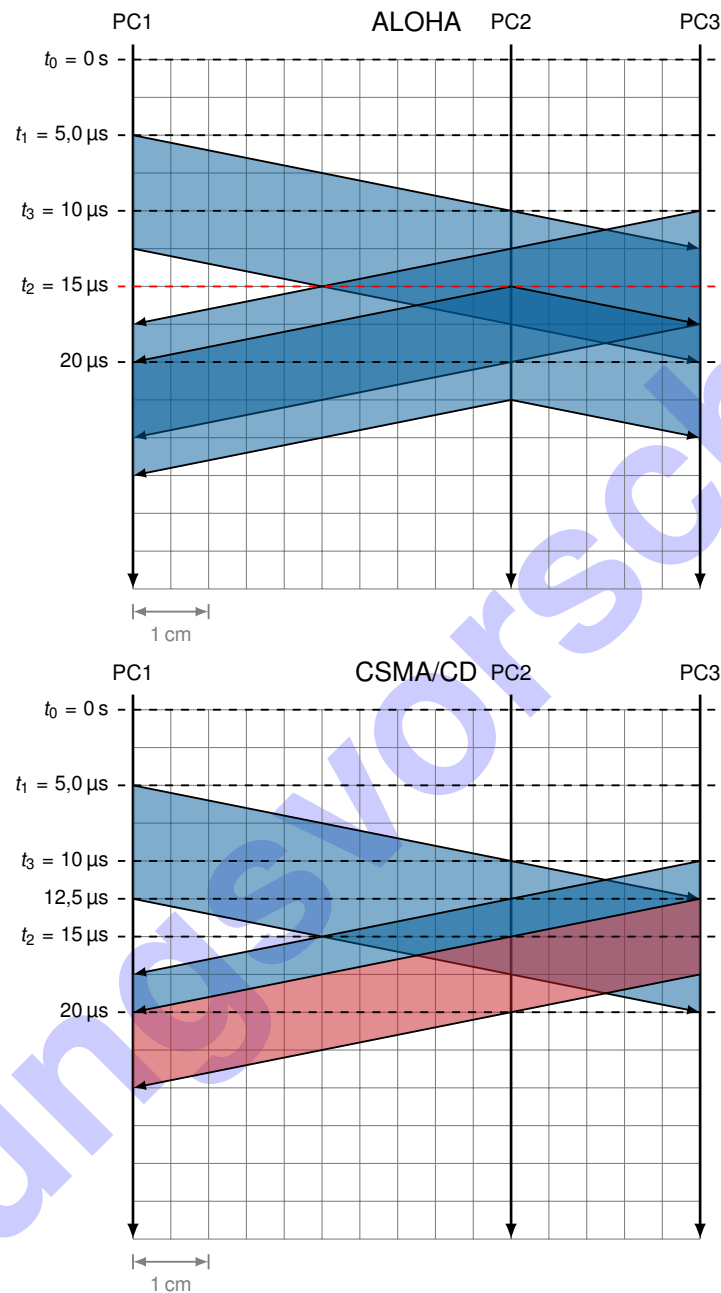 ALOHA
PC1 PC2 PC3
t₀ = 0 s
t₁ = 5,0 µs
t₃ = 10 µs
t₂ = 15 µs
20 µs
1 cm
CSMA/CD
PC1 PC2 PC3
t₀ = 0 s
t₁ = 5,0 µs
t₃ = 10 µs
12,5 µs
t₂ = 15 µs
20 µs
1 cm
ungsvorsch